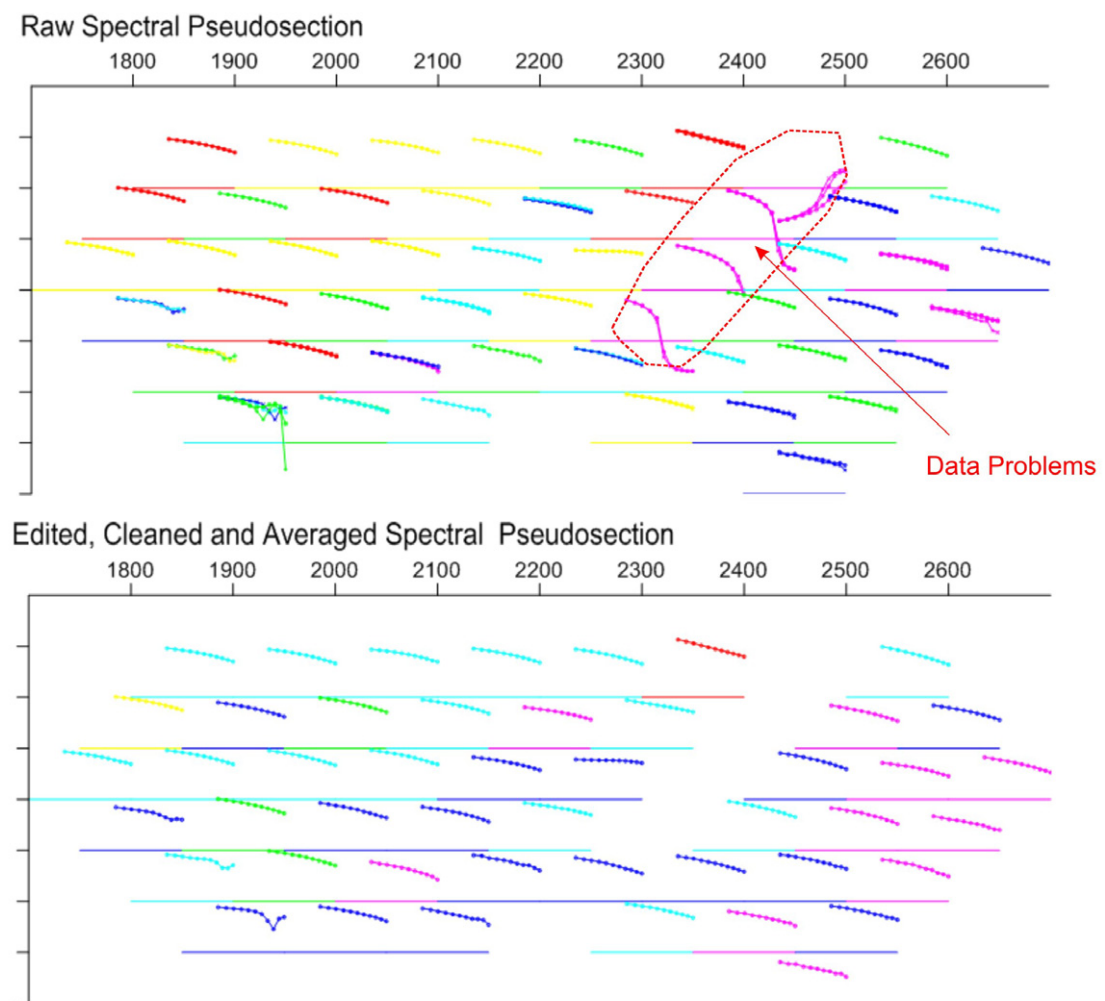 Raw Spectral Pseudosection
1800 1900 2000 2100 2200 2300 2400 2500 2600
Data Problems
Edited, Cleaned and Averaged Spectral Pseudosection
1800 1900 2000 2100 2200 2300 2400 2500 2600